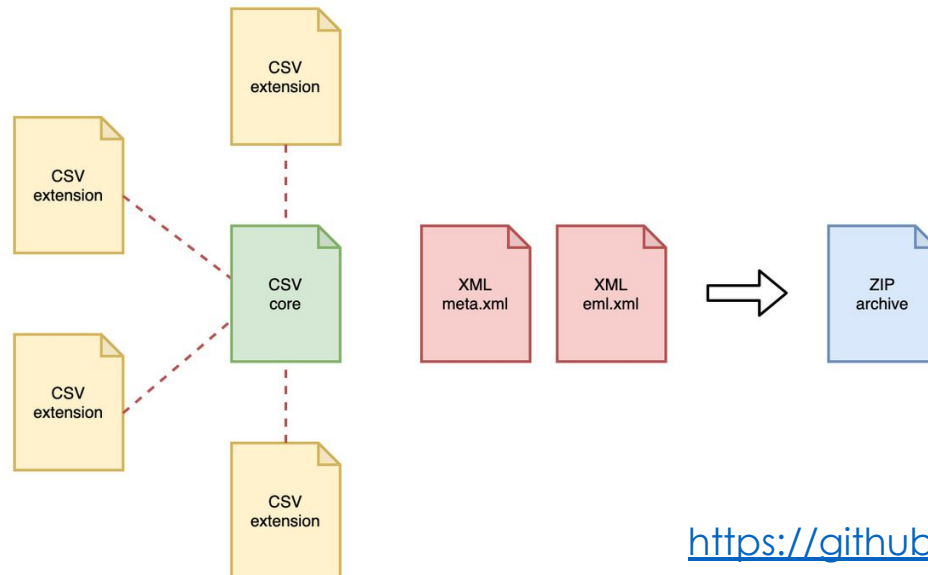 CSV
extension
CSV
extension
CSV
core
XML
meta.xml
XML
eml.xml
ZIP
archive
CSV
extension
CSV
extension
https://github